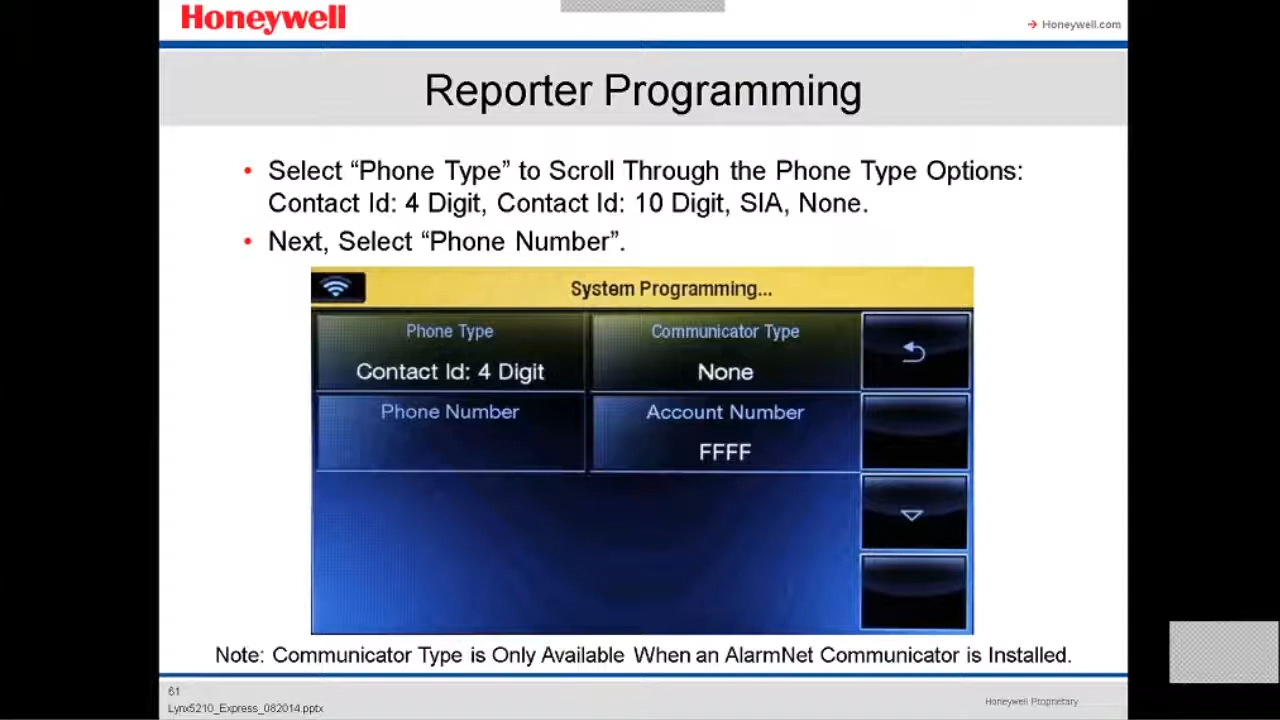 Honeywell
Honeywell.com
Reporter Programming
• Select “Phone Type” to Scroll Through the Phone Type Options:
Contact Id: 4 Digit, Contact Id: 10 Digit, SIA, None.
• Next, Select “Phone Number”.
System Programming...
Phone Type
Contact Id: 4 Digit
Communicator Type
None
Phone Number
Account Number
FFFF
Note: Communicator Type is Only Available When an AlarmNet Communicator is Installed.
61
Lynx5210_Express_082014.pptx
Honeywell Proprietary